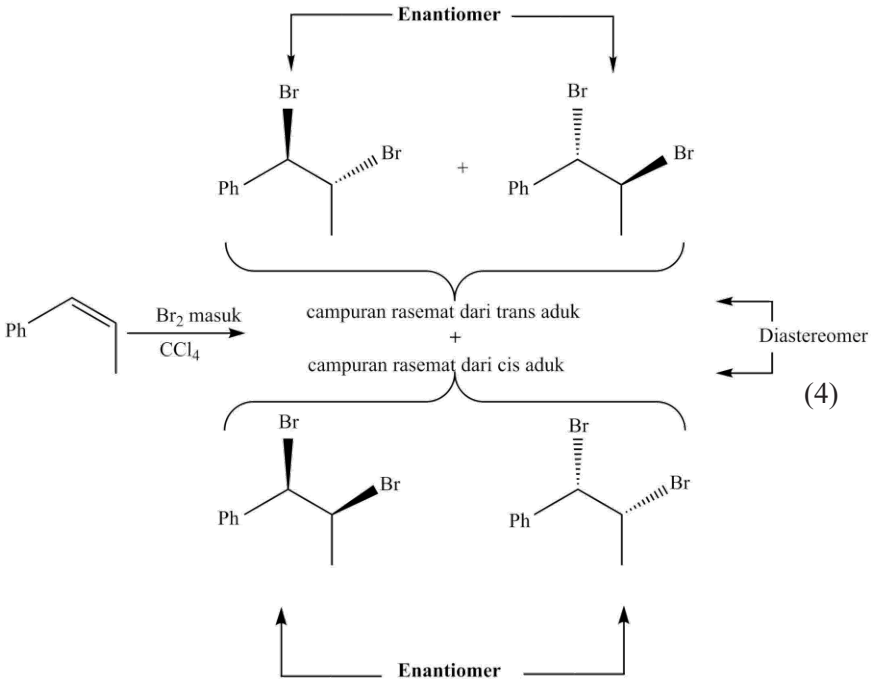 Enantiomer
Br
Br
Ph
+
Br
Br
Ph
Ph
Br₂ masuk
CCl₄
campuran rasemat dari trans aduk
+
campuran rasemat dari cis aduk
Diastereomer
(4)
Br
Br
Ph
Br
Br
Ph
Enantiomer